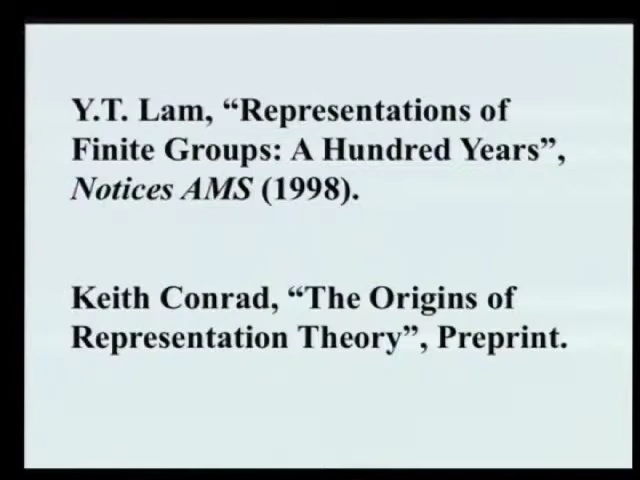 Y.T. Lam, “Representations of
Finite Groups: A Hundred Years”,
Notices AMS (1998).
Keith Conrad, “The Origins of
Representation Theory”, Preprint.